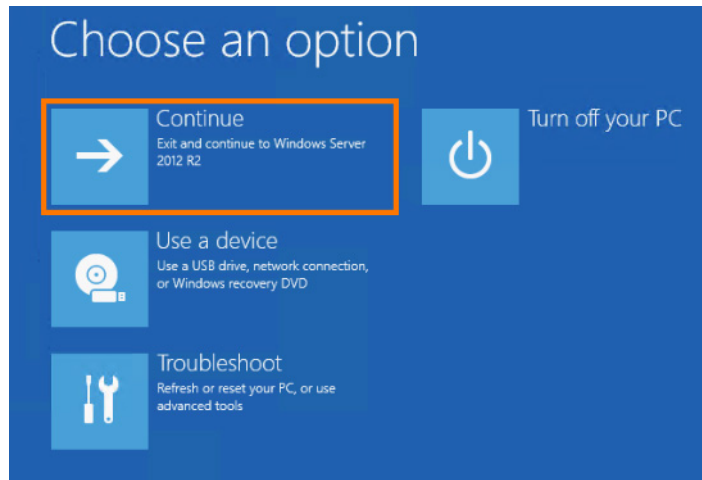 Choose an option
Continue
Exit and continue to Windows Server
2012 R2
Turn off your PC
Use a device
Use a USB drive, network connection,
or Windows recovery DVD
Troubleshoot
Refresh or reset your PC, or use
advanced tools